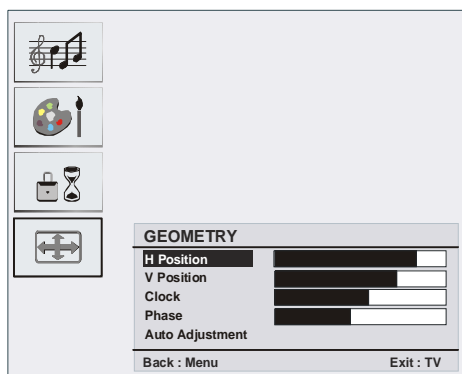 GEOMETRY
H Position
V Position
Clock
Phase
Auto Adjustment
Back : Menu Exit : TV